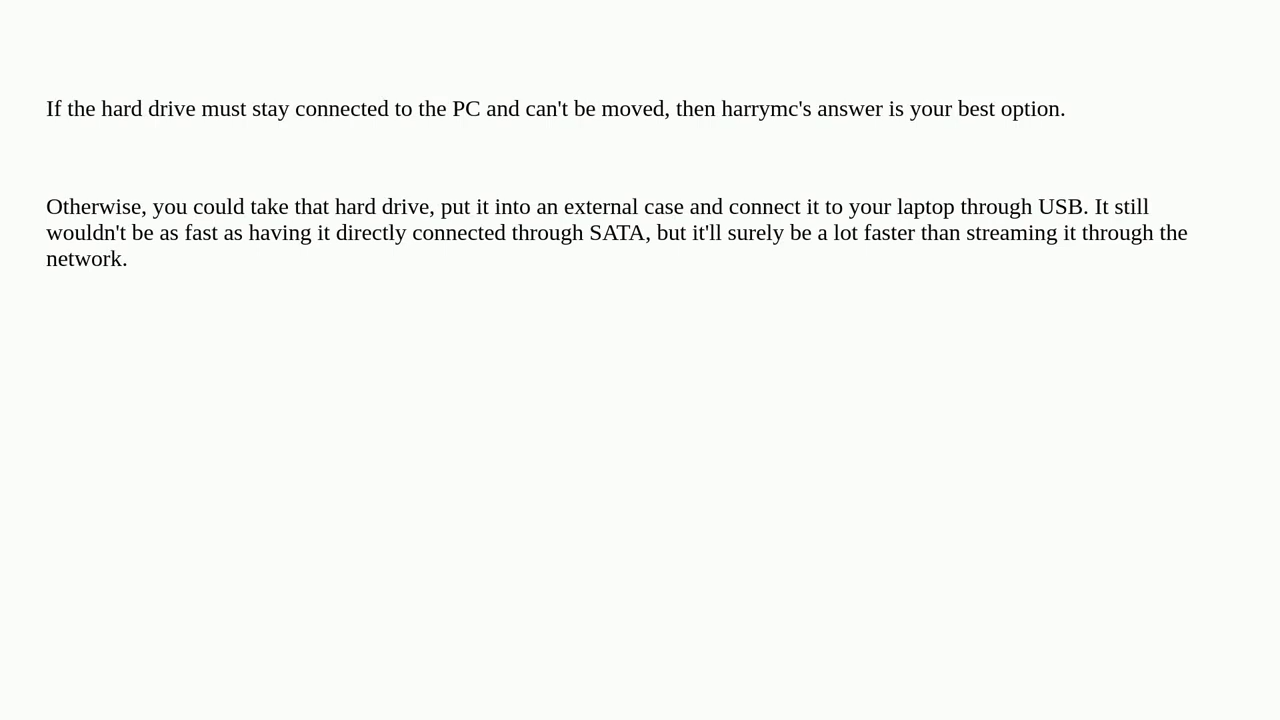 If the hard drive must stay connected to the PC and can't be moved, then harrymc's answer is your best option.
Otherwise, you could take that hard drive, put it into an external case and connect it to your laptop through USB. It still
wouldn't be as fast as having it directly connected through SATA, but it'll surely be a lot faster than streaming it through the
network.